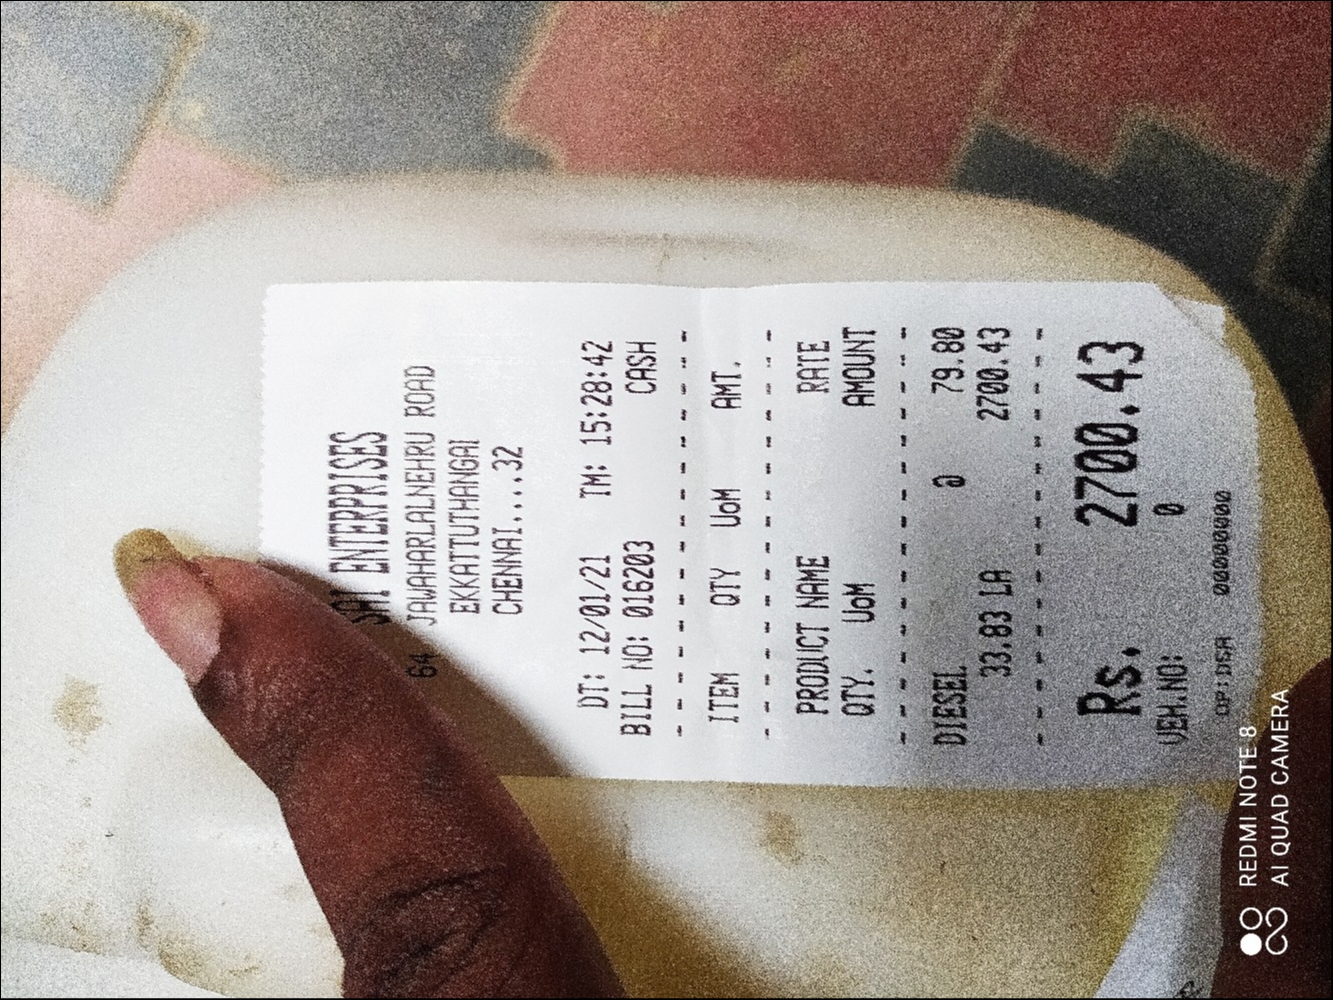 SAI ENTERPRISES
64 JAWAHARLALNEHRU ROAD
EKKATTUTHANGAI
CHENNAI....32
DT: 12/01/21 TM: 15:28:42
BILL NO: 016203 CASH
ITEM QTY UoM AMT.
PRODUCT NAME RATE
QTY. UoM AMOUNT
DIESEL @ 79.80
33.83 LA 2700.43
Rs. 2700.43
VEH.NO: 0
OP:DSA 000000000
REDMI NOTE 8
AI QUAD CAMERA